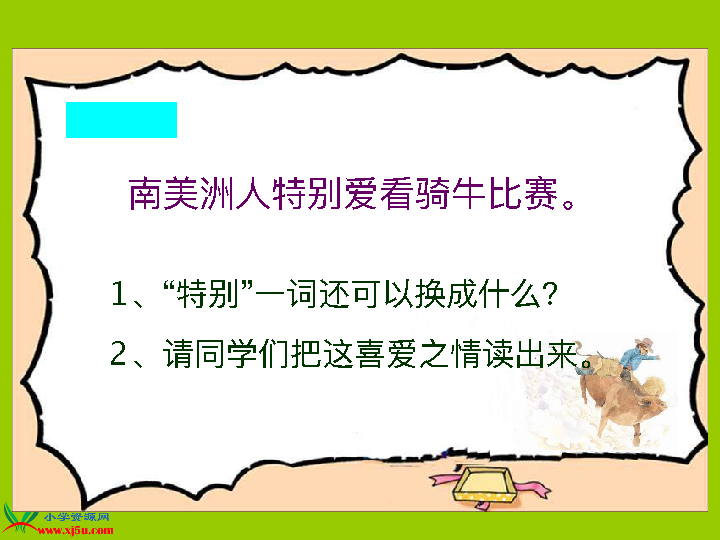 南美洲人特别爱看骑牛比赛。
1、“特别”一词还可以换成什么?
2、请同学们把这喜爱之情读出来。
小学资源网
www.xj5u.com